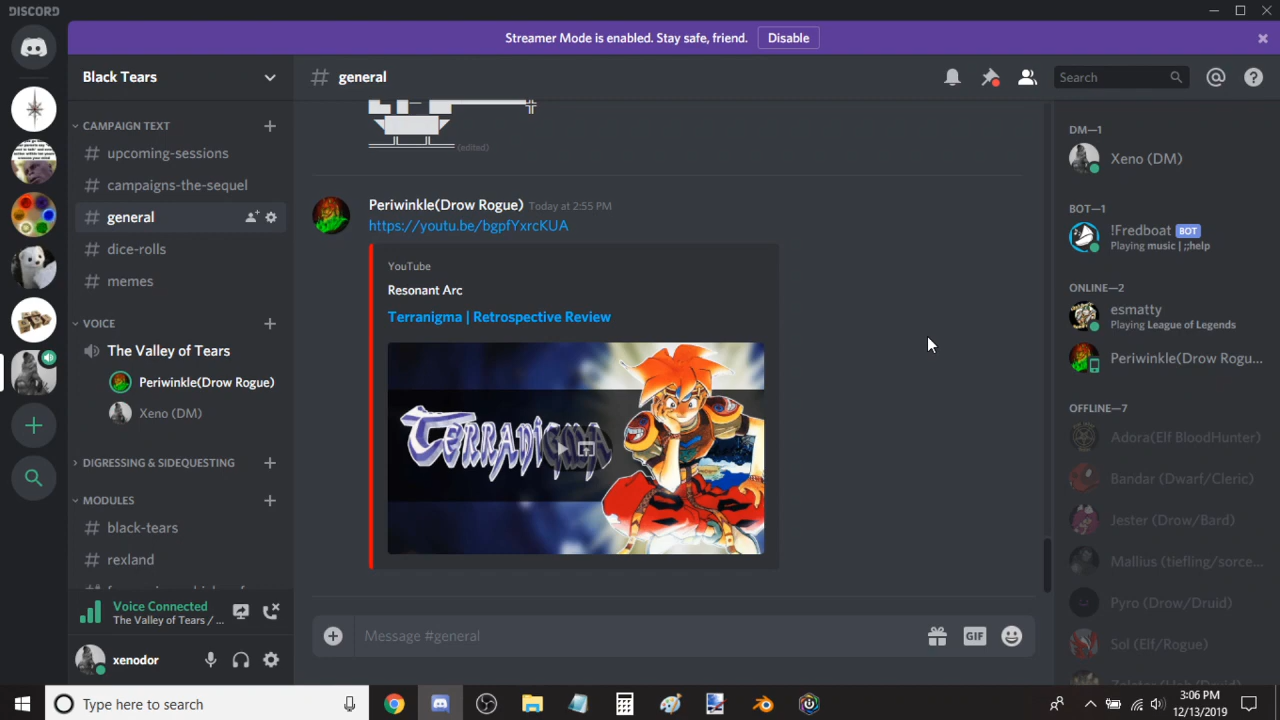 DISCORD
Streamer Mode is enabled. Stay safe, friend.
Disable
Black Tears
# general
Search
CAMPAIGN TEXT
# upcoming-sessions
# campaigns-the-sequel
# general
# dice-rolls
# memes
VOICE
The Valley of Tears
Periwinkle(Drow Rogue)
Xeno (DM)
DIGRESSING & SIDEQUESTING
MODULES
# black-tears
# rexland
Voice Connected
The Valley of Tears / ...
xenodor
(edited)
Periwinkle(Drow Rogue) Today at 2:55 PM
https://youtu.be/bgpfYxrcKUA
YouTube
Resonant Arc
Terranigma | Retrospective Review
TERRANIGMA
Message #general
GIF
DM—1
Xeno (DM)
BOT—1
!Fredboat BOT
Playing music | ;;help
ONLINE—2
esmatty
Playing League of Legends
Periwinkle(Drow Rogu...
OFFLINE—7
Adora(Elf BloodHunter)
Bandar (Dwarf/Cleric)
Jester (Drow/Bard)
Mallius (tiefling/sorce...
Pyro (Drow/Druid)
Sol (Elf/Rogue)
Type here to search
3:06 PM
12/13/2019